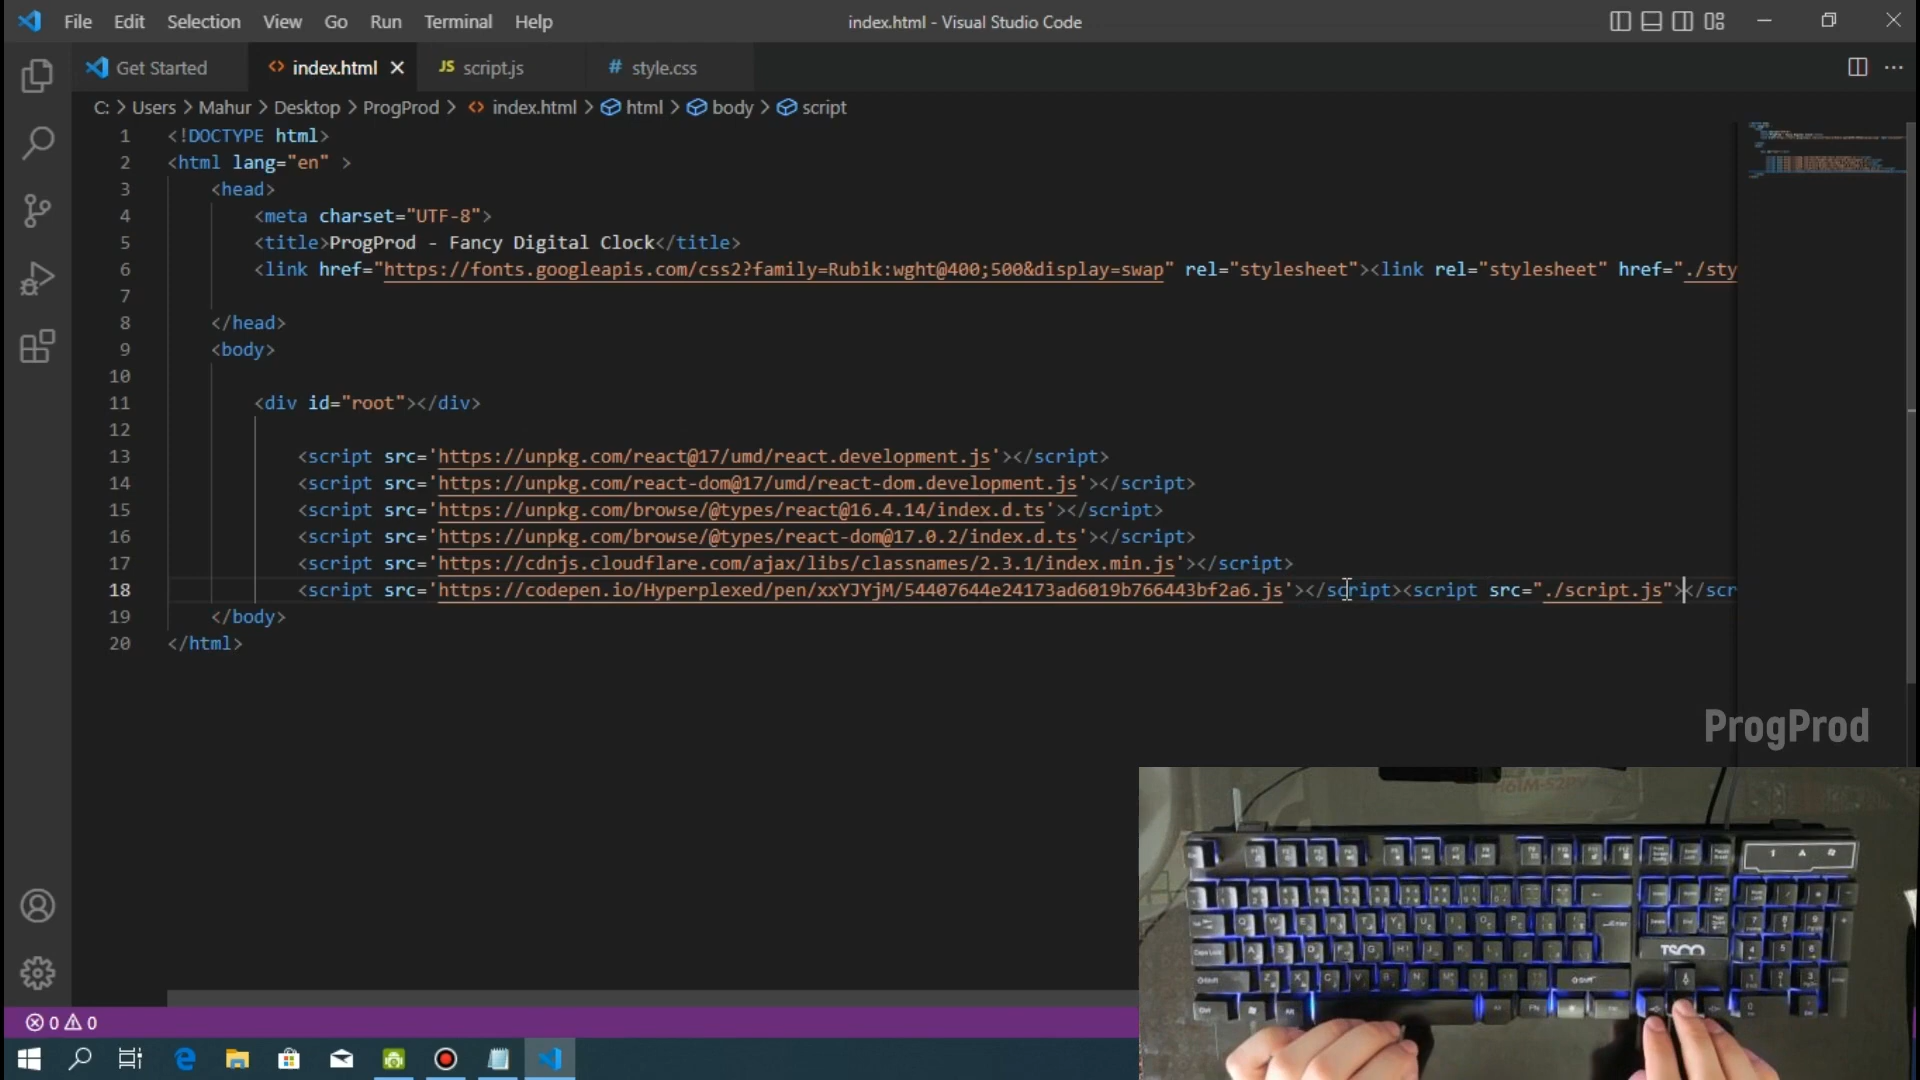 File Edit Selection View Go Run Terminal Help
index.html - Visual Studio Code
Get Started
index.html
JS script.js
# style.css
C: > Users > Mahur > Desktop > ProgProd > index.html > html > body > script
1 <!DOCTYPE html>
2 <html lang="en" >
3 <head>
4 <meta charset="UTF-8">
5 <title>ProgProd - Fancy Digital Clock</title>
6 <link href="https://fonts.googleapis.com/css2?family=Rubik:wght@400;500&display=swap" rel="stylesheet"><link rel="stylesheet" href="./sty
7
8 </head>
9 <body>
10
11 <div id="root"></div>
12
13 <script src='https://unpkg.com/react@17/umd/react.development.js'></script>
14 <script src='https://unpkg.com/react-dom@17/umd/react-dom.development.js'></script>
15 <script src='https://unpkg.com/browse/@types/react@16.4.14/index.d.ts'></script>
16 <script src='https://unpkg.com/browse/@types/react-dom@17.0.2/index.d.ts'></script>
17 <script src='https://cdnjs.cloudflare.com/ajax/libs/classnames/2.3.1/index.min.js'></script>
18 <script src='https://codepen.io/Hyperplexed/pen/xxYJYjM/54407644e24173ad6019b766443bf2a6.js'></script><script src="./script.js"></scr
19 </body>
20 </html>
ProgProd
TSCO
0 0